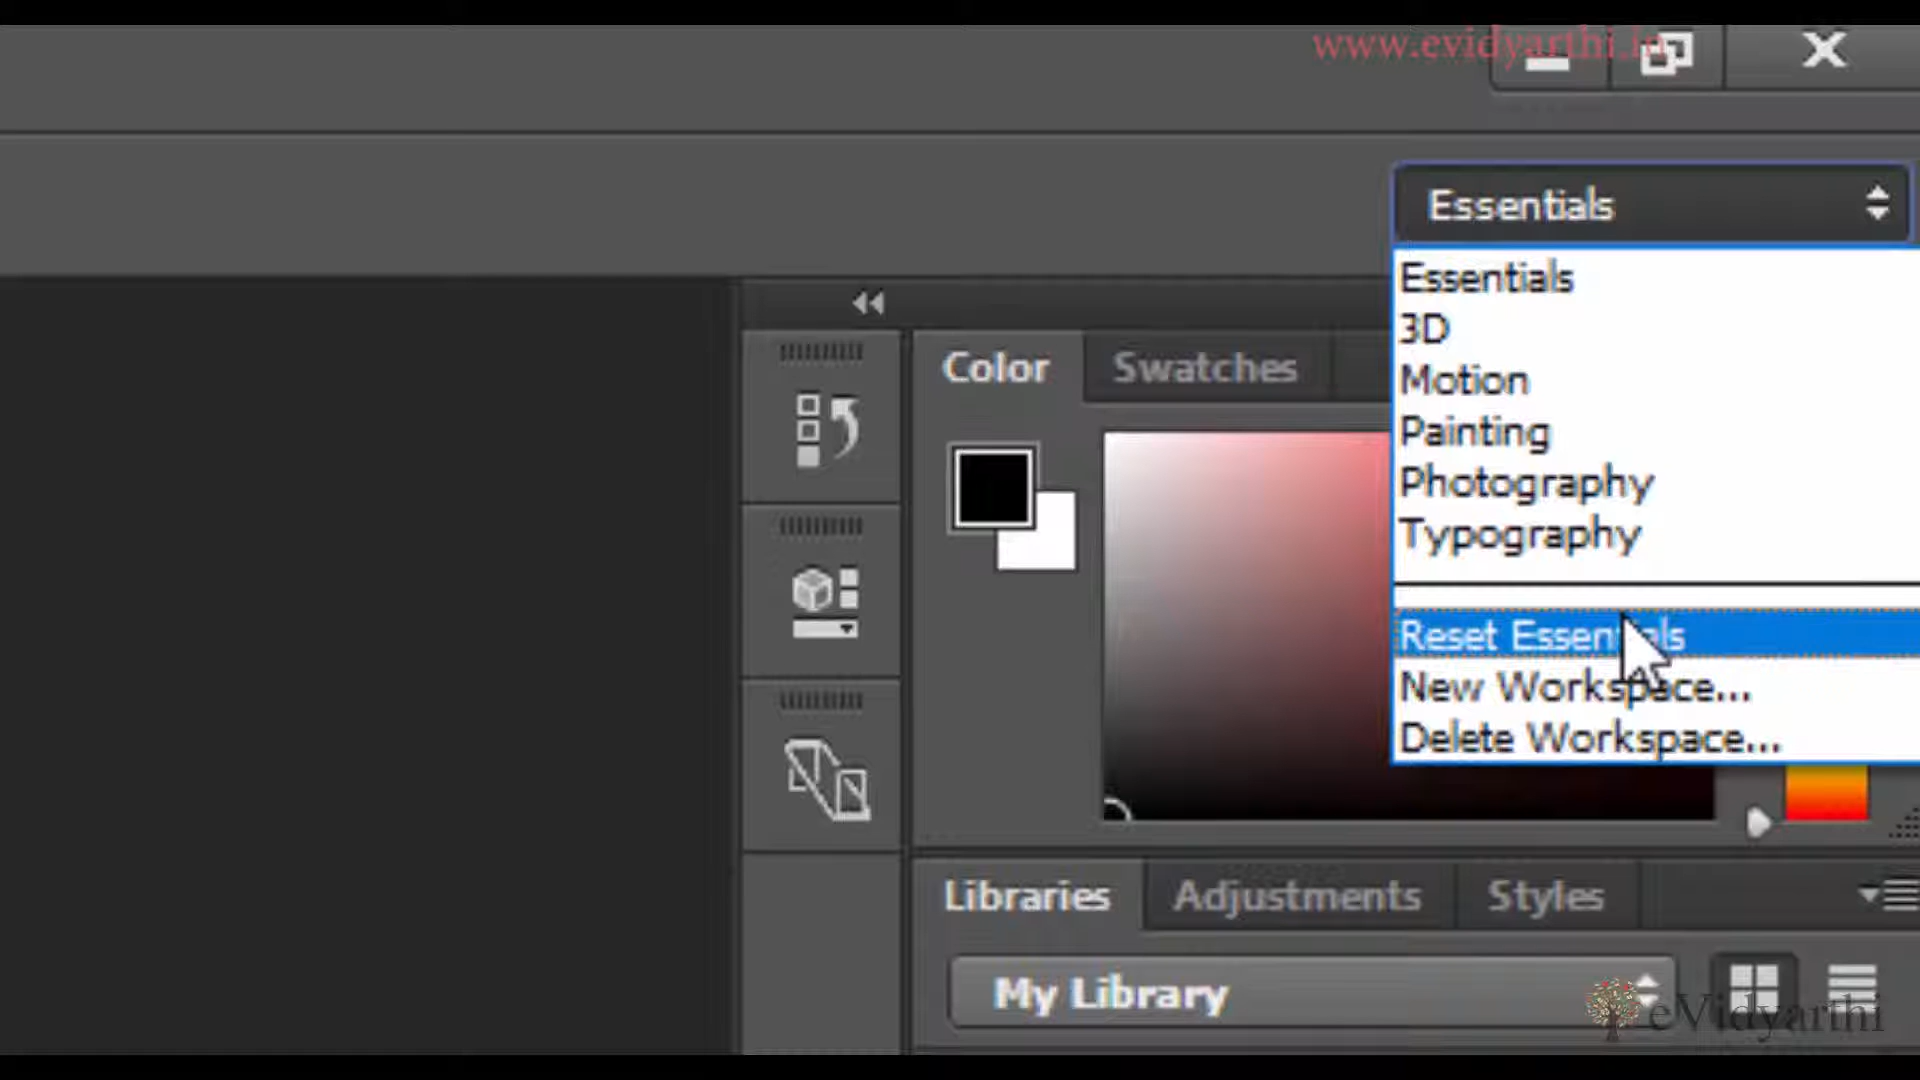 www.evidyarthi.in
Essentials
Essentials
3D
Motion
Painting
Photography
Typography
Reset Essentials
New Workspace...
Delete Workspace...
Color
Swatches
Libraries
Adjustments
Styles
My Library
eVidyarthi